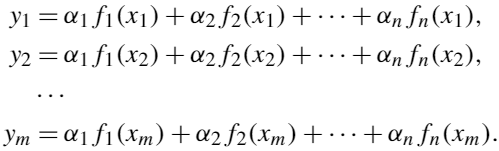 y₁ = α₁ f₁(x₁) + α₂ f₂(x₁) + ⋯ + αₙ fₙ(x₁),
y₂ = α₁ f₁(x₂) + α₂ f₂(x₂) + ⋯ + αₙ fₙ(x₂),
⋯
yₘ = α₁ f₁(xₘ) + α₂ f₂(xₘ) + ⋯ + αₙ fₙ(xₘ).